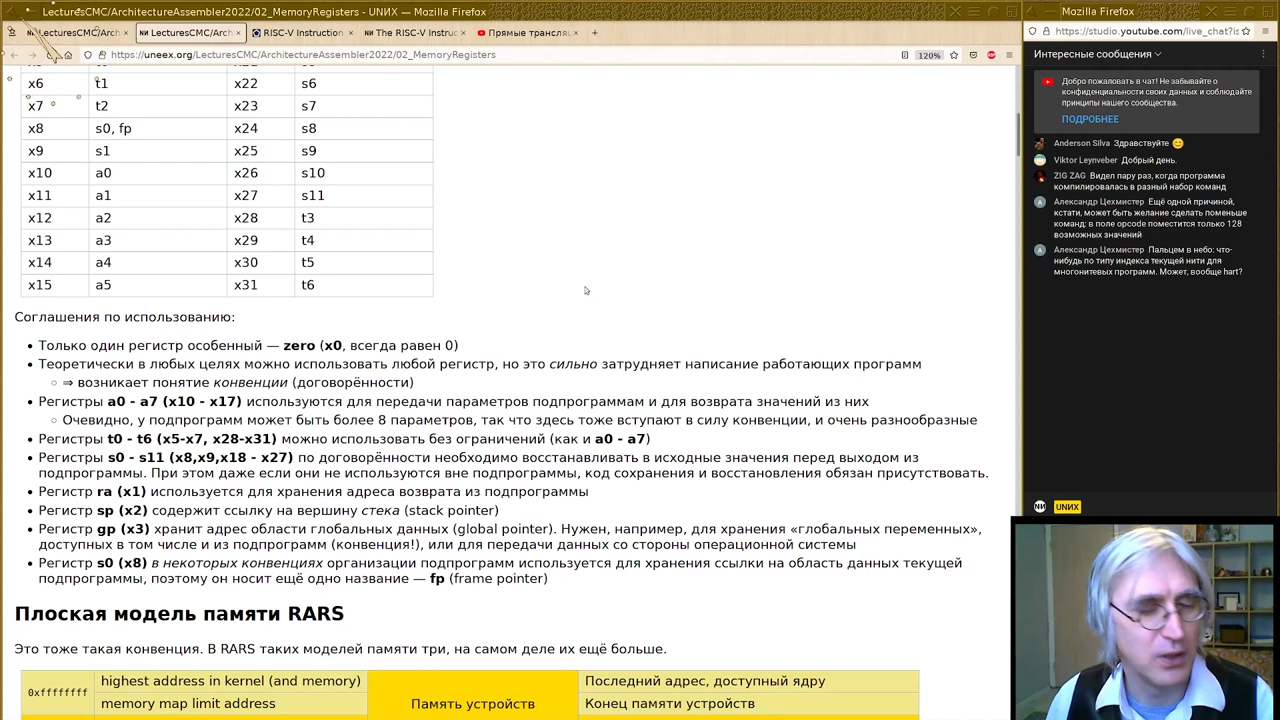 LecturesCMC/ArchitectureAssembler2022/02_MemoryRegisters - UNИX — Mozilla Firefox
LecturesCMC/Arch
LecturesCMC/Arch
RISC-V Instruction
The RISC-V Instruct
Прямые трансляц
https://uneex.org/LecturesCMC/ArchitectureAssembler2022/02_MemoryRegisters
120%
x6 t1 x22 s6
x7 t2 x23 s7
x8 s0, fp x24 s8
x9 s1 x25 s9
x10 a0 x26 s10
x11 a1 x27 s11
x12 a2 x28 t3
x13 a3 x29 t4
x14 a4 x30 t5
x15 a5 x31 t6
Соглашения по использованию:
Только один регистр особенный — zero (x0, всегда равен 0)
Теоретически в любых целях можно использовать любой регистр, но это сильно затрудняет написание работающих программ
⇒ возникает понятие конвенции (договорённости)
Регистры a0 - a7 (x10 - x17) используются для передачи параметров подпрограммам и для возврата значений из них
Очевидно, у подпрограмм может быть более 8 параметров, так что здесь тоже вступают в силу конвенции, и очень разнообразные
Регистры t0 - t6 (x5-x7, x28-x31) можно использовать без ограничений (как и a0 - a7)
Регистры s0 - s11 (x8,x9,x18 - x27) по договорённости необходимо восстанавливать в исходные значения перед выходом из
подпрограммы. При этом даже если они не используются вне подпрограммы, код сохранения и восстановления обязан присутствовать.
Регистр ra (x1) используется для хранения адреса возврата из подпрограммы
Регистр sp (x2) содержит ссылку на вершину стека (stack pointer)
Регистр gp (x3) хранит адрес области глобальных данных (global pointer). Нужен, например, для хранения «глобальных переменных»,
доступных в том числе и из подпрограмм (конвенция!), или для передачи данных со стороны операционной системы
Регистр s0 (x8) в некоторых конвенциях организации подпрограмм используется для хранения ссылки на область данных текущей
подпрограммы, поэтому он носит ещё одно название — fp (frame pointer)
Плоская модель памяти RARS
Это тоже такая конвенция. В RARS таких моделей памяти три, на самом деле их ещё больше.
0xffffffff highest address in kernel (and memory) Последний адрес, доступный ядру
memory map limit address Память устройств Конец памяти устройств
Mozilla Firefox
https://studio.youtube.com/live_chat?is
Интересные сообщения
Добро пожаловать в чат! Не забывайте о
конфиденциальности своих данных и соблюдайте
принципы нашего сообщества.
ПОДРОБНЕЕ
Anderson Silva Здравствуйте
Viktor Leynveber Добрый день.
ZIG ZAG Видел пару раз, когда программа
компилировалась в разный набор команд
Александр Цехмистер Ещё одной причиной,
кстати, может быть желание сделать поменьше
команд: в поле opcode поместится только 128
возможных значений
Александр Цехмистер Пальцем в небо: что-
нибудь по типу индекса текущей нити для
многонитевых программ. Может, вообще hart?
UNИX